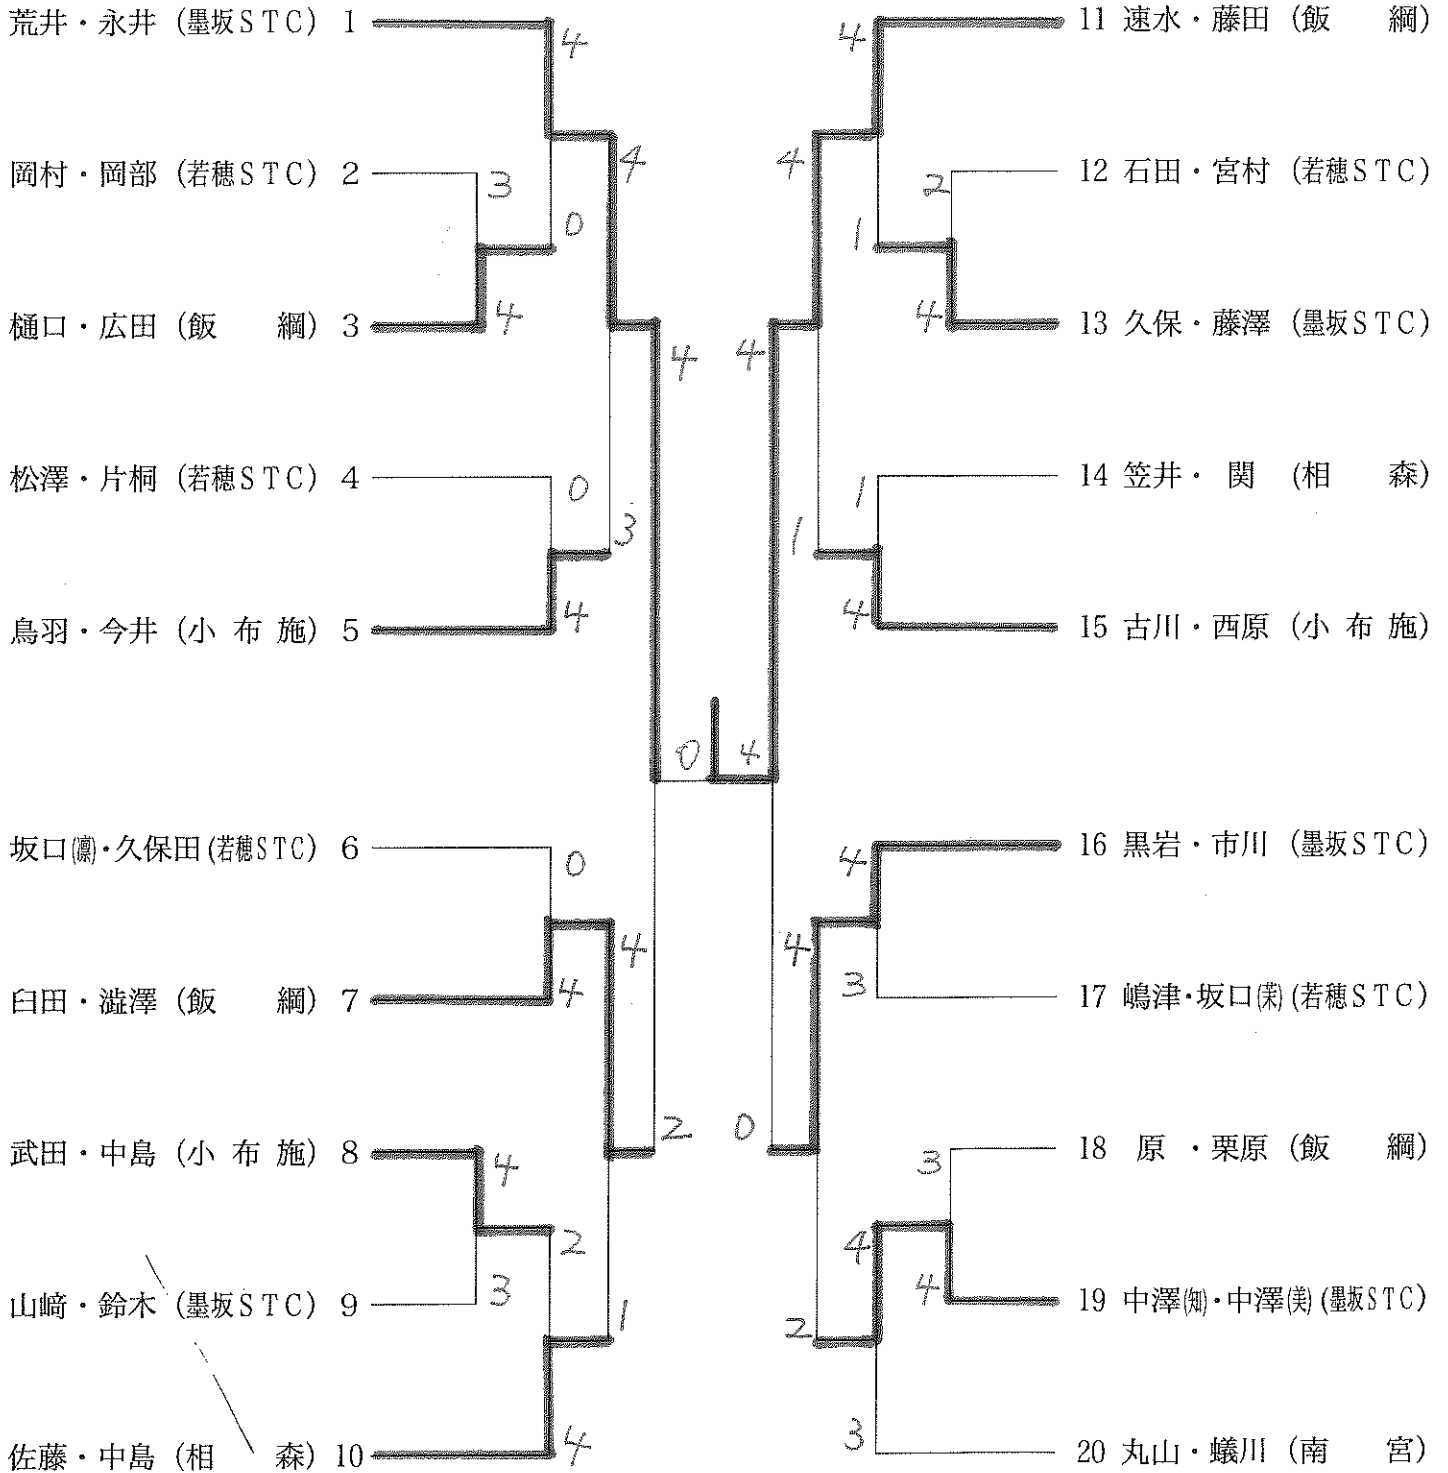 荒井・永井 (墨坂STC) 1
4
岡村・岡部 (若穂STC) 2
3
4
0
樋口・広田 (飯 綱) 3
4
4
松澤・片桐 (若穂STC) 4
0
3
鳥羽・今井 (小 布 施) 5
4
坂口(凛)・久保田 (若穂STC) 6
0
4
臼田・澁澤 (飯 綱) 7
4
武田・中島 (小 布 施) 8
4
2
2
山﨑・鈴木 (墨坂STC) 9
3
1
佐藤・中島 (相 森) 10
4
0 4
11 速水・藤田 (飯 綱)
4
12 石田・宮村 (若穂STC)
4
2
1
13 久保・藤澤 (墨坂STC)
4
4
14 笠井・ 関 (相 森)
1
1
15 古川・西原 (小 布 施)
4
16 黒岩・市川 (墨坂STC)
4
4
17 嶋津・坂口(茉) (若穂STC)
3
18 原 ・栗原 (飯 綱)
0
3
4
19 中澤(知)・中澤(美) (墨坂STC)
4
2
20 丸山・蟻川 (南 宮)
3